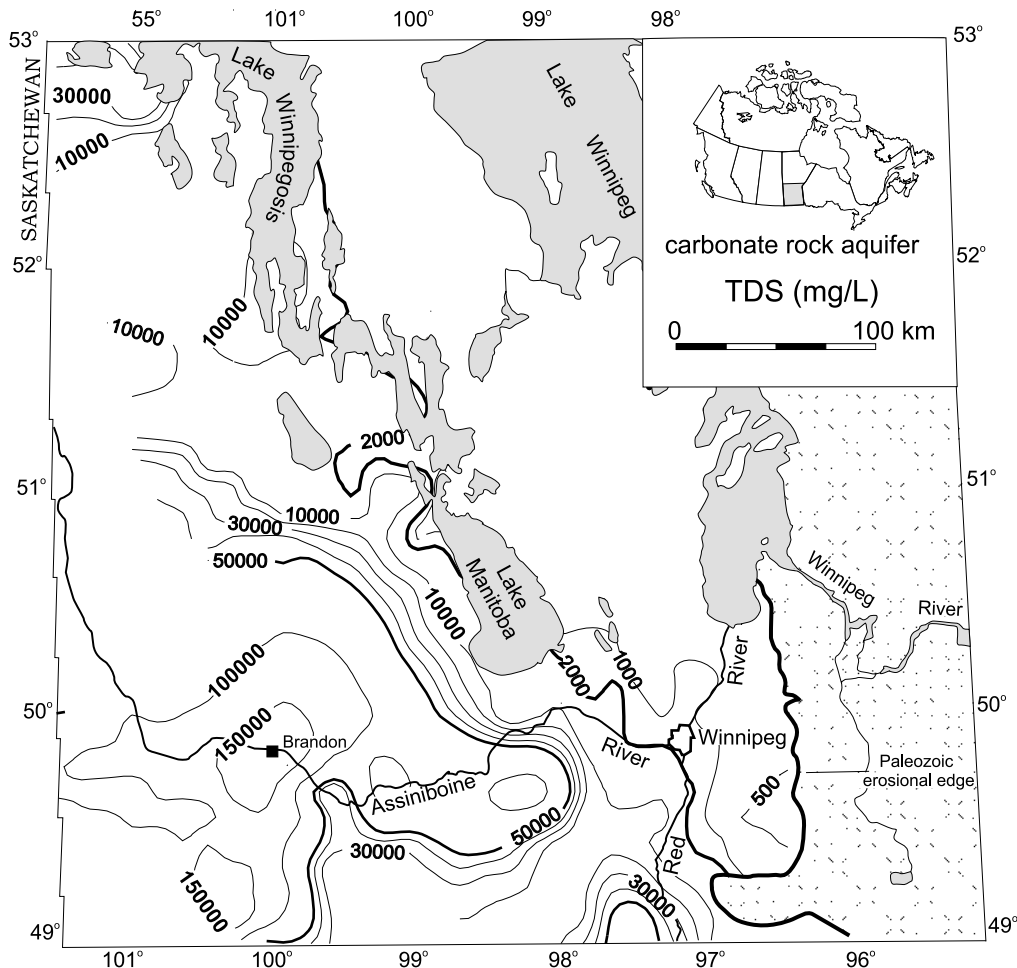 55° 101° 100° 99° 98°
53° 53°
SASKATCHEWAN
Lake
Winnipegosis
Lake
Winnipeg
30000
10000
carbonate rock aquifer
TDS (mg/L)
0 100 km
52° 52°
10000
10000
2000
51° 51°
10000
30000
50000
Lake
Manitoba
10000
Winnipeg
River
River
2000
1000
100000
50° 50°
150000
Brandon
Winnipeg
River
Assiniboine
Paleozoic
erosional edge
500
50000
30000
Red
150000
30000
49° 49°
101° 100° 99° 98° 97° 96°